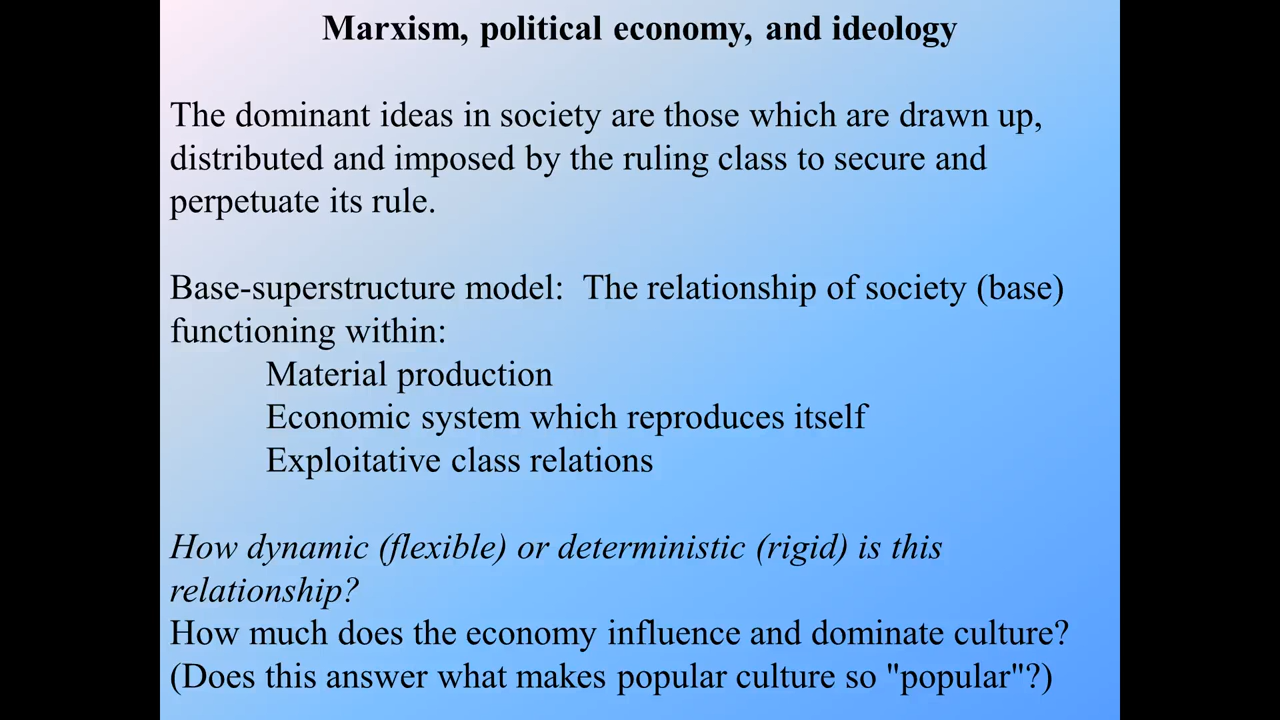 Marxism, political economy, and ideology
The dominant ideas in society are those which are drawn up,
distributed and imposed by the ruling class to secure and
perpetuate its rule.
Base-superstructure model:  The relationship of society (base)
functioning within:
Material production
Economic system which reproduces itself
Exploitative class relations
How dynamic (flexible) or deterministic (rigid) is this
relationship?
How much does the economy influence and dominate culture?
(Does this answer what makes popular culture so "popular"?)